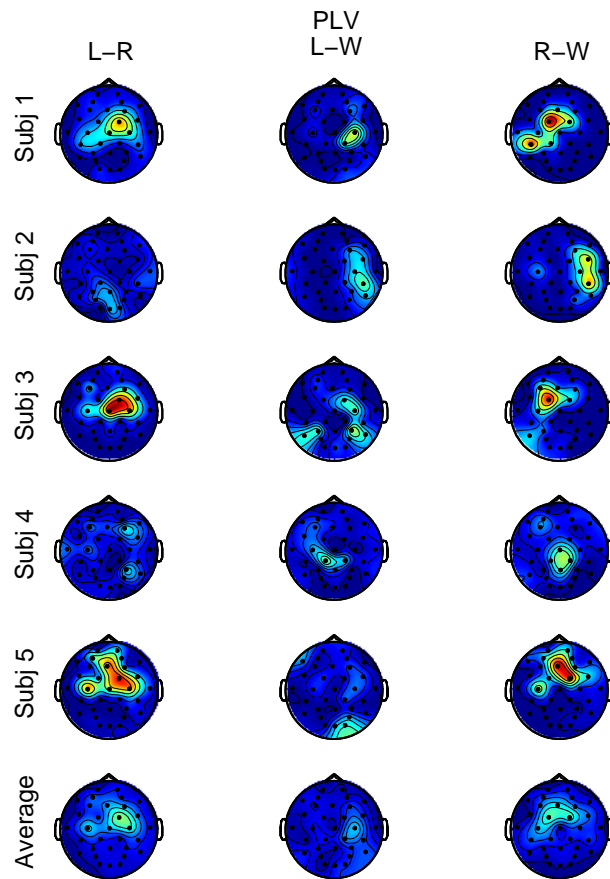 PLV
L−R
L−W
R−W
Subj 1
Subj 2
Subj 3
Subj 4
Subj 5
Average